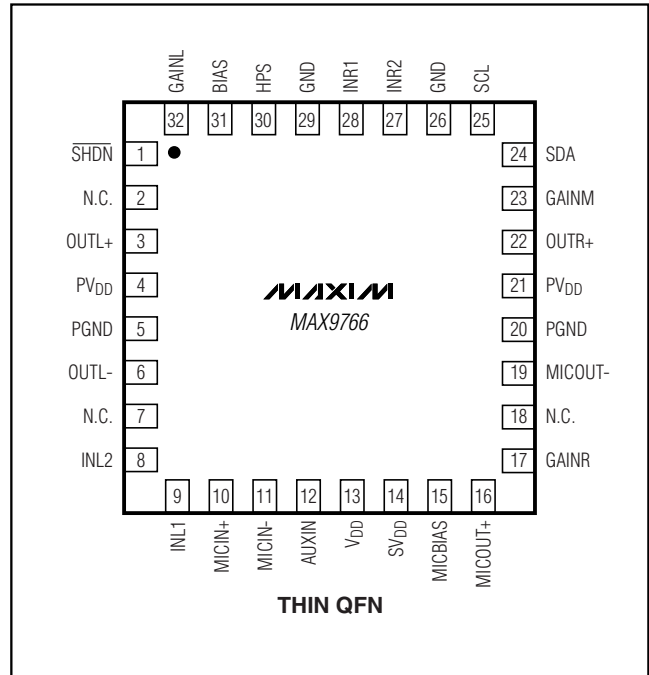 GAINL
BIAS
HPS
GND
INR1
INR2
GND
SCL
32
31
30
29
28
27
26
25
SHDN 1
N.C. 2
OUTL+ 3
PVDD 4
PGND 5
OUTL- 6
N.C. 7
INL2 8
24 SDA
23 GAINM
22 OUTR+
21 PVDD
20 PGND
19 MICOUT-
18 N.C.
17 GAINR
MAXIM
MAX9766
9
10
11
12
13
14
15
16
INL1
MICIN+
MICIN-
AUXIN
VDD
SVDD
MICBIAS
MICOUT+
THIN QFN